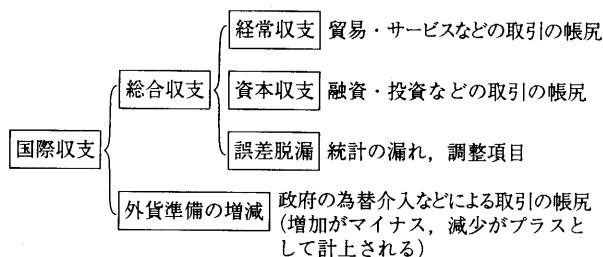 経常収支 貿易・サービスなどの取引の帳尻
総合収支
資本収支 融資・投資などの取引の帳尻
国際収支
誤差脱漏 統計の漏れ，調整項目
外貨準備の増減 政府の為替介入などによる取引の帳尻
(増加がマイナス，減少がプラスと
して計上される)